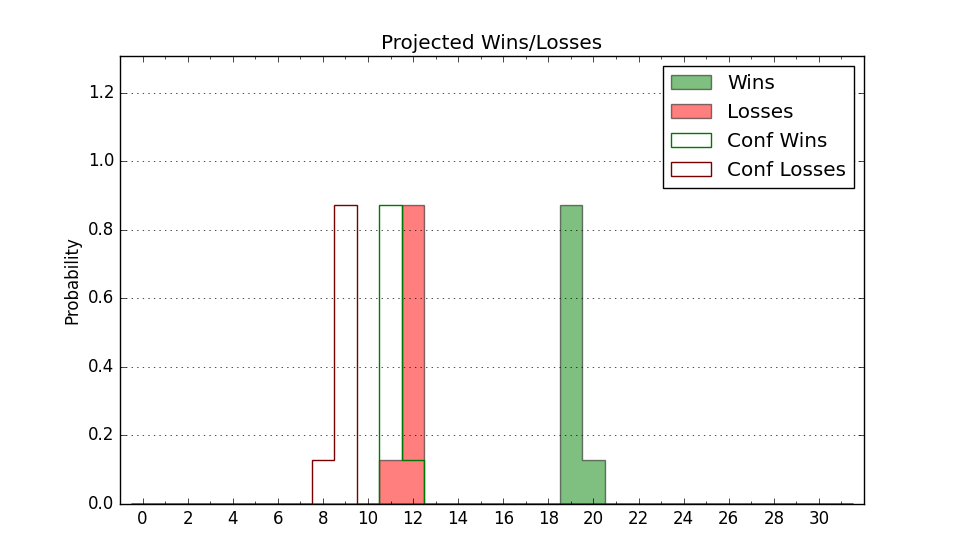 Projected Wins/Losses
Wins
Losses
Conf Wins
Conf Losses
Probability
1.2
1.0
0.8
0.6
0.4
0.2
0.0
0 2 4 6 8 10 12 14 16 18 20 22 24 26 28 30